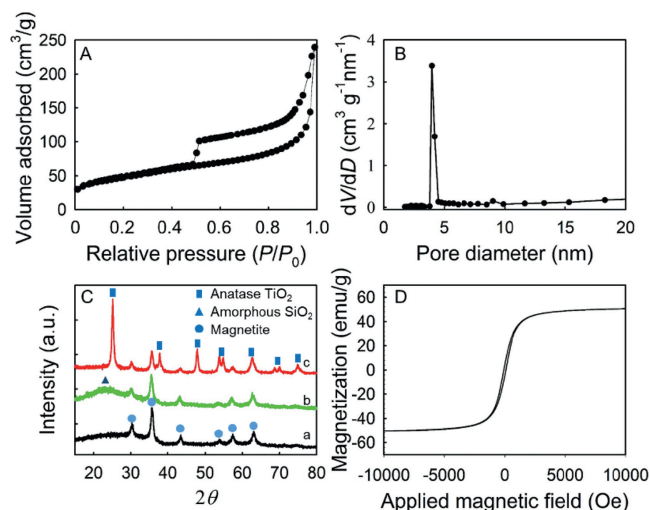 A
Volume adsorbed (cm³/g)
250
200
150
100
50
0
0 0.2 0.4 0.6 0.8 1.0
Relative pressure (P/P₀)
B
dV/dD (cm³ g⁻¹nm⁻¹)
4
3
2
1
0
0 5 10 15 20
Pore diameter (nm)
C
Intensity (a.u.)
Anatase TiO₂
Amorphous SiO₂
Magnetite
c
b
a
20 30 40 50 60 70 80
2θ
D
Magnetization (emu/g)
60
40
20
0
-20
-40
-60
-10000 -5000 0 5000 10000
Applied magnetic field (Oe)